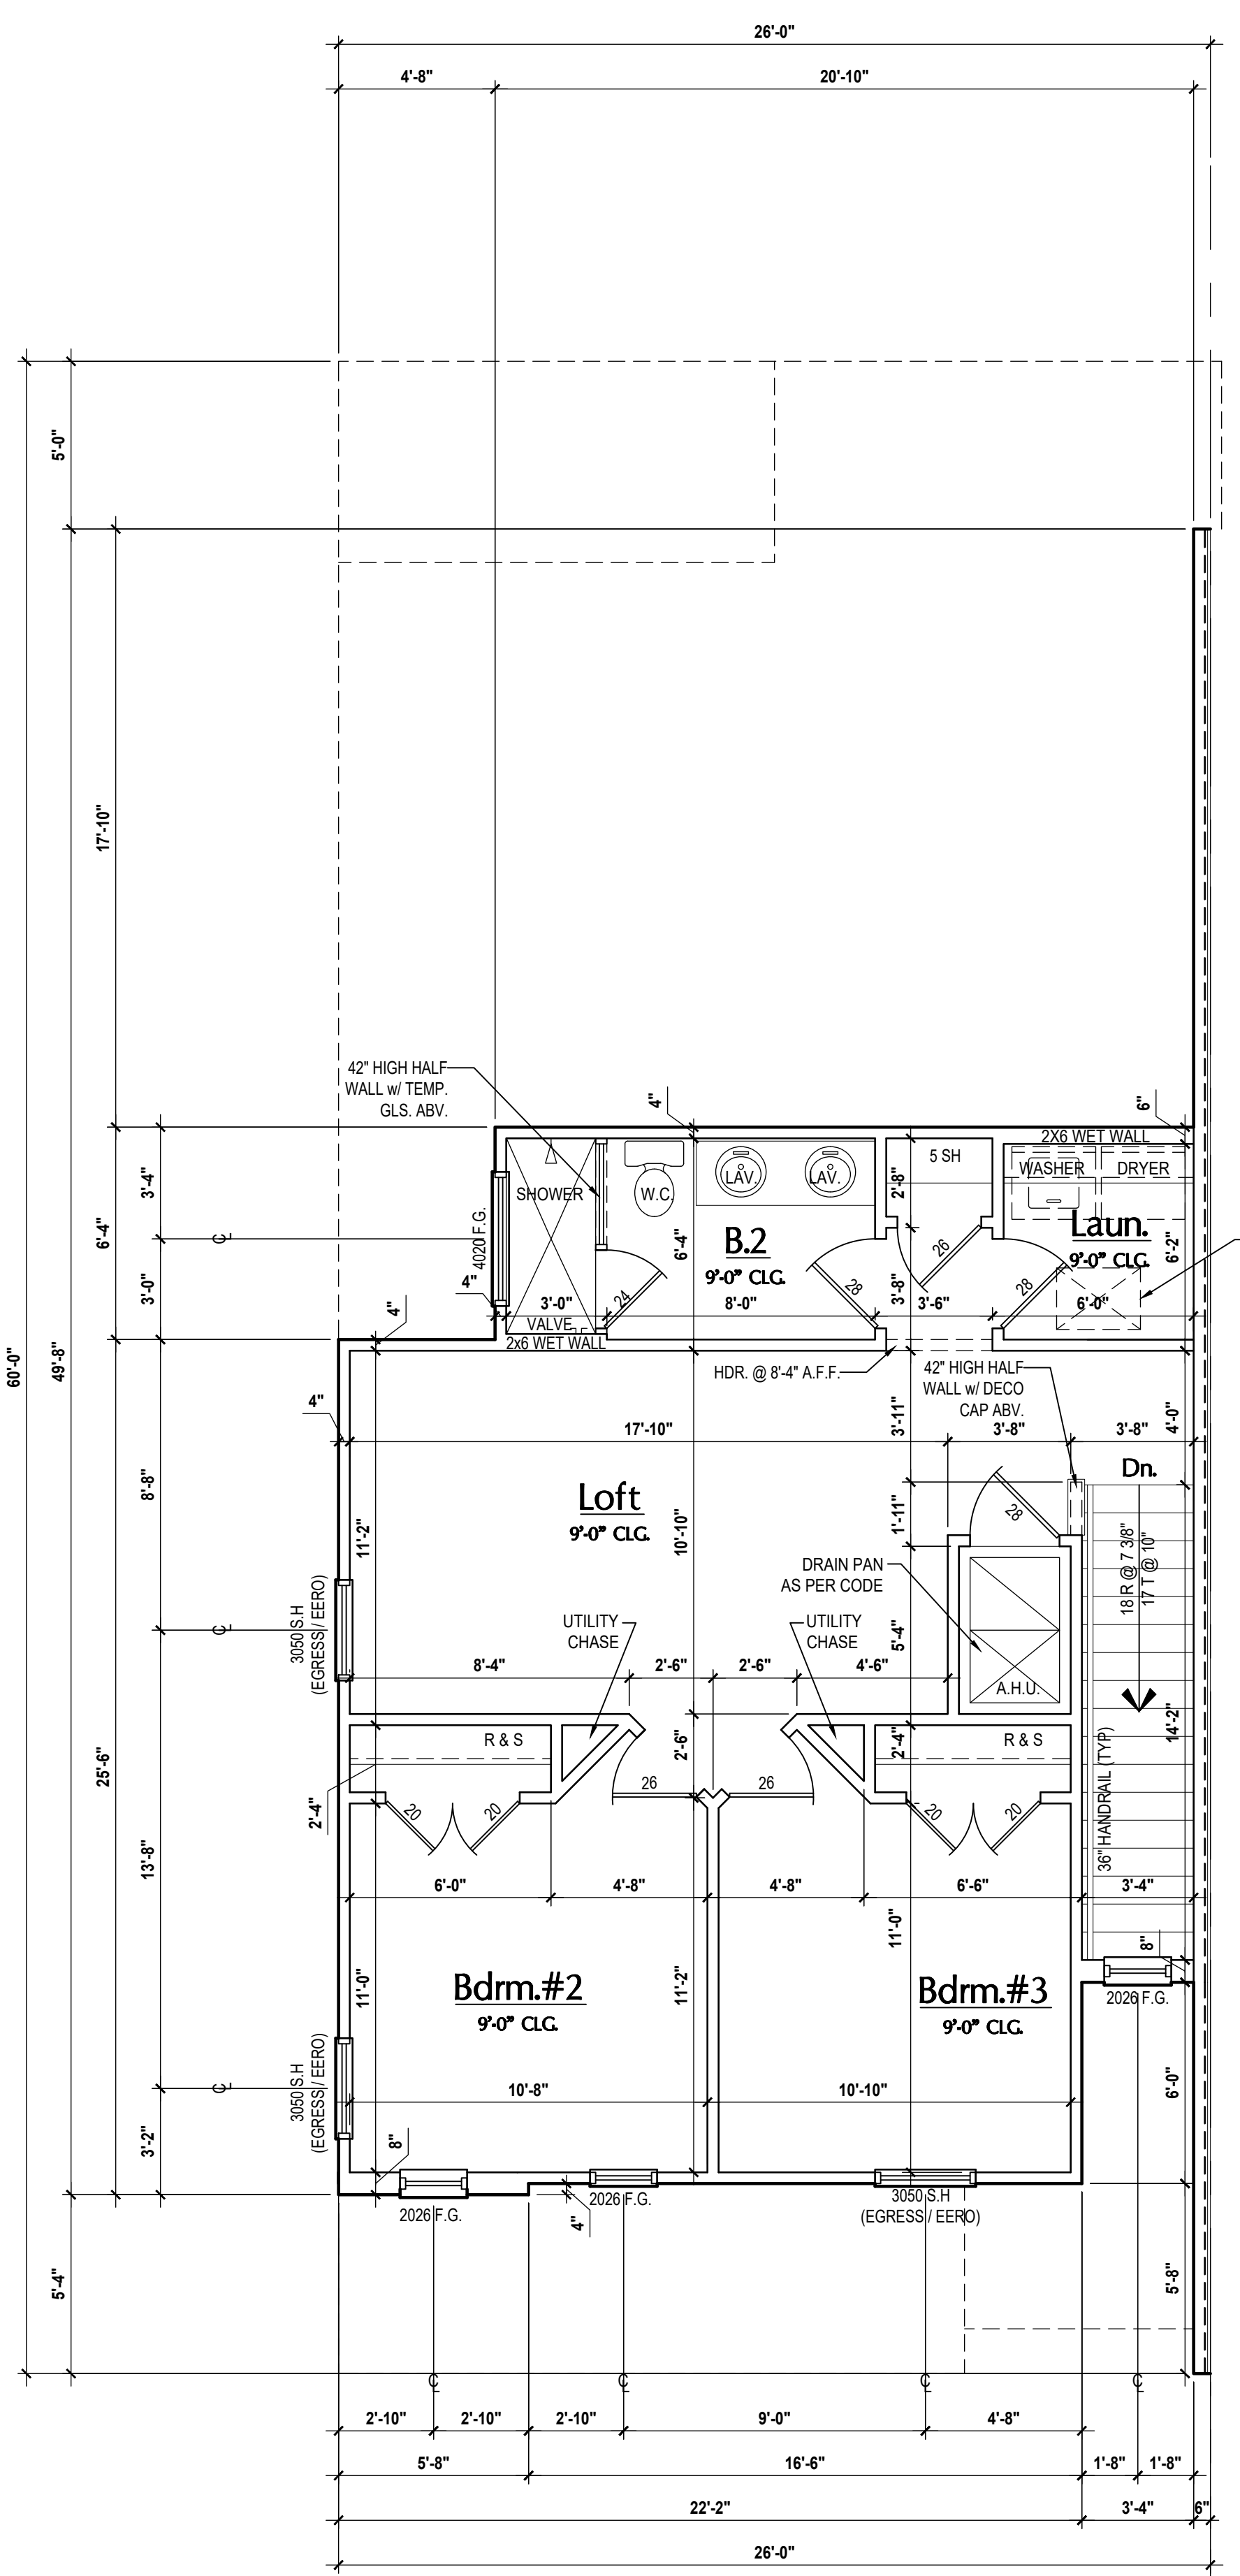 26'-0"
4'-8"
20'-10"
5'-0"
17'-10"
60'-0"
49'-8"
42" HIGH HALF
WALL w/ TEMP.
GLS. ABV.
4"
6"
2X6 WET WALL
3'-4"
6'-4"
3'-0"
℄
4020 F.G.
SHOWER
W.C.
LAV.
LAV.
5 SH
2'-8"
WASHER
DRYER
Laun.
9'-0" CLG.
6'-2"
B.2
9'-0" CLG.
6'-4"
26
24
28
28
3'-8"
4"
4"
3'-0"
8'-0"
3'-6"
6'-0"
VALVE
2x6 WET WALL
HDR. @ 8'-4" A.F.F.
42" HIGH HALF
WALL w/ DECO
CAP ABV.
4"
17'-10"
3'-11"
3'-8"
3'-8"
4'-0"
Dn.
8'-8"
Loft
9'-0" CLG.
11'-2"
10'-10"
1'-11"
28
18 R @ 7 3/8"
17 T @ 10"
DRAIN PAN
AS PER CODE
℄
3050 S.H
(EGRESS / EERO)
UTILITY
CHASE
UTILITY
CHASE
5'-4"
8'-4"
2'-6"
2'-6"
4'-6"
A.H.U.
14'-2"
R & S
R & S
2'-6"
2'-4"
25'-6"
2'-4"
26
26
20
20
20
20
36" HANDRAIL (TYP)
13'-8"
6'-0"
4'-8"
4'-8"
6'-6"
3'-4"
11'-0"
8"
11'-0"
11'-2"
Bdrm.#2
9'-0" CLG.
Bdrm.#3
9'-0" CLG.
2026 F.G.
℄
3050 S.H
(EGRESS / EERO)
10'-8"
10'-10"
6'-0"
3'-2"
8"
2026 F.G.
4"
2026 F.G.
3050 S.H
(EGRESS / EERO)
5'-4"
5'-8"
℄
℄
℄
℄
2'-10"
2'-10"
2'-10"
9'-0"
4'-8"
5'-8"
16'-6"
1'-8"
1'-8"
22'-2"
3'-4"
6"
26'-0"